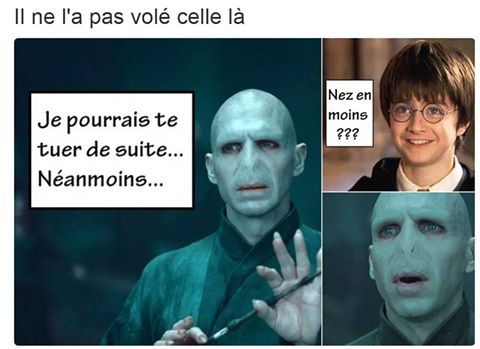 Il ne l'a pas volé celle là
Je pourrais te
tuer de suite...
Néanmoins...
Nez en
moins
???